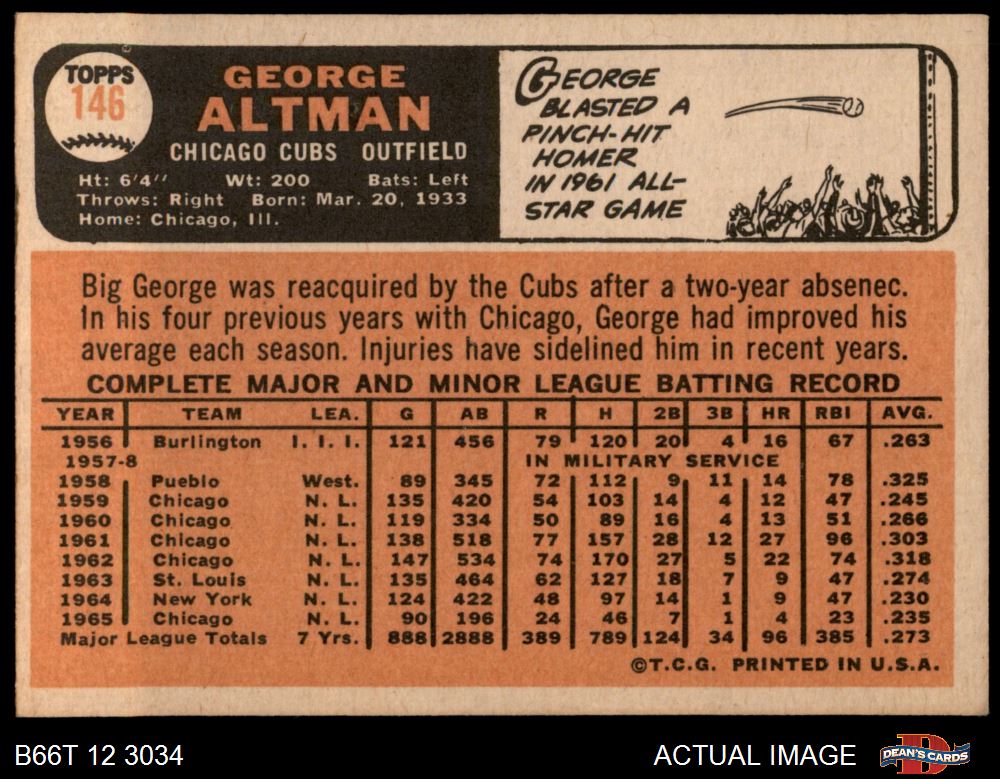 TOPPS
146
GEORGE
ALTMAN
CHICAGO CUBS OUTFIELD
Ht: 6'4'' Wt: 200 Bats: Left
Throws: Right Born: Mar. 20, 1933
Home: Chicago, Ill.
GEORGE
BLASTED A
PINCH-HIT
HOMER
IN 1961 ALL-
STAR GAME
Big George was reacquired by the Cubs after a two-year absenec.
In his four previous years with Chicago, George had improved his
average each season. Injuries have sidelined him in recent years.
COMPLETE MAJOR AND MINOR LEAGUE BATTING RECORD
YEAR TEAM LEA. G AB R H 2B 3B HR RBI AVG.
1956 Burlington I. I. I. 121 456 79 120 20 4 16 67 .263
1957-8 IN MILITARY SERVICE
1958 Pueblo West. 89 345 72 112 9 11 14 78 .325
1959 Chicago N. L. 135 420 54 103 14 4 12 47 .245
1960 Chicago N. L. 119 334 50 89 16 4 13 51 .266
1961 Chicago N. L. 138 518 77 157 28 12 27 96 .303
1962 Chicago N. L. 147 534 74 170 27 5 22 74 .318
1963 St. Louis N. L. 135 464 62 127 18 7 9 47 .274
1964 New York N. L. 124 422 48 97 14 1 9 47 .230
1965 Chicago N. L. 90 196 24 46 7 1 4 23 .235
Major League Totals 7 Yrs. 888 2888 389 789 124 34 96 385 .273
©T.C.G. PRINTED IN U.S.A.
B66T 12 3034 ACTUAL IMAGE DEAN'S CARDS